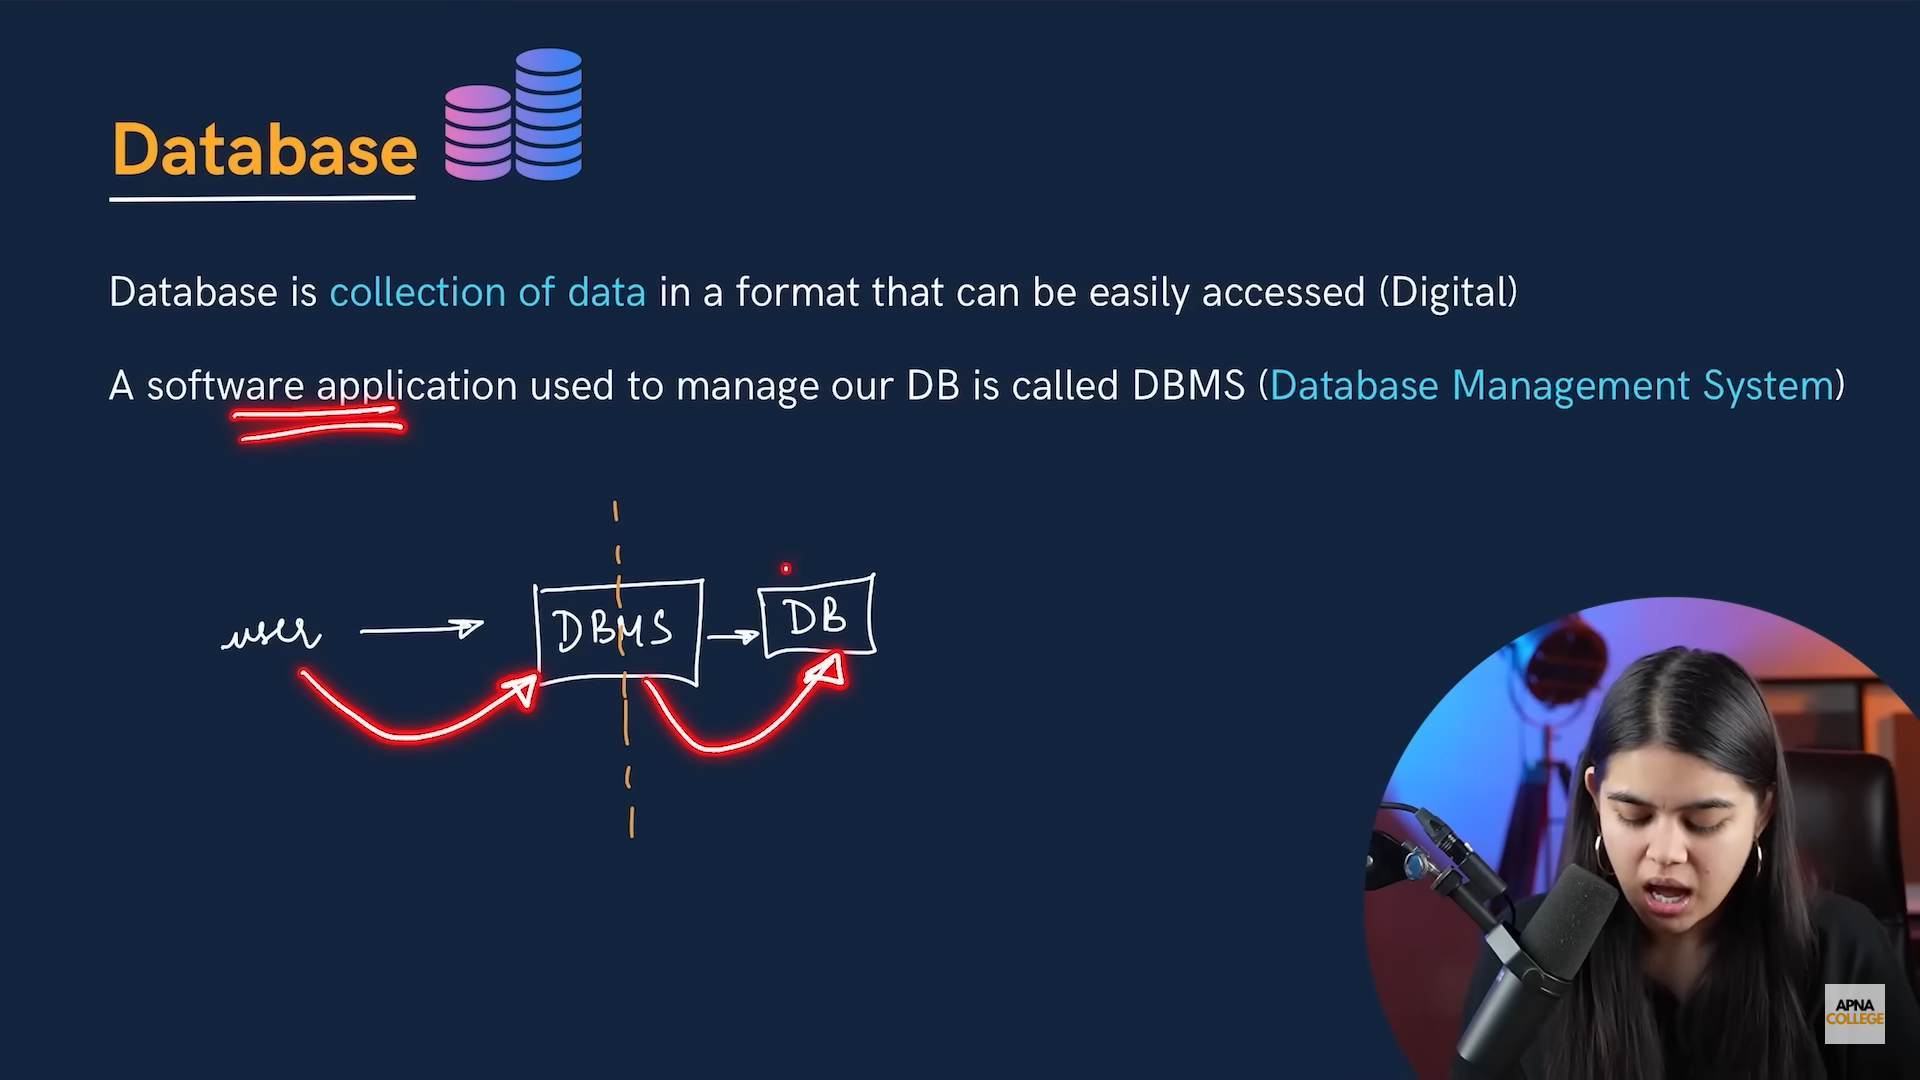 Database
Database is collection of data in a format that can be easily accessed (Digital)
A software application used to manage our DB is called DBMS (Database Management System)
user
DBMS
DB
APNA
COLLEGE